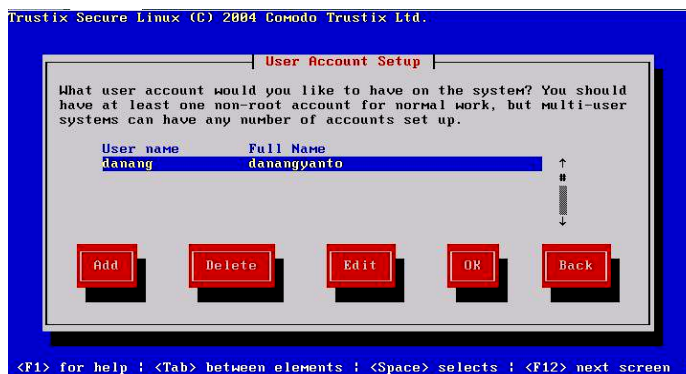 Trustix Secure Linux (C) 2004 Comodo Trustix Ltd.
User Account Setup
What user account would you like to have on the system? You should
have at least one non-root account for normal work, but multi-user
systems can have any number of accounts set up.
User name Full Name
danang danangyanto
#
Add Delete Edit OK Back
<F1> for help ¦ <Tab> between elements ¦ <Space> selects ¦ <F12> next screen